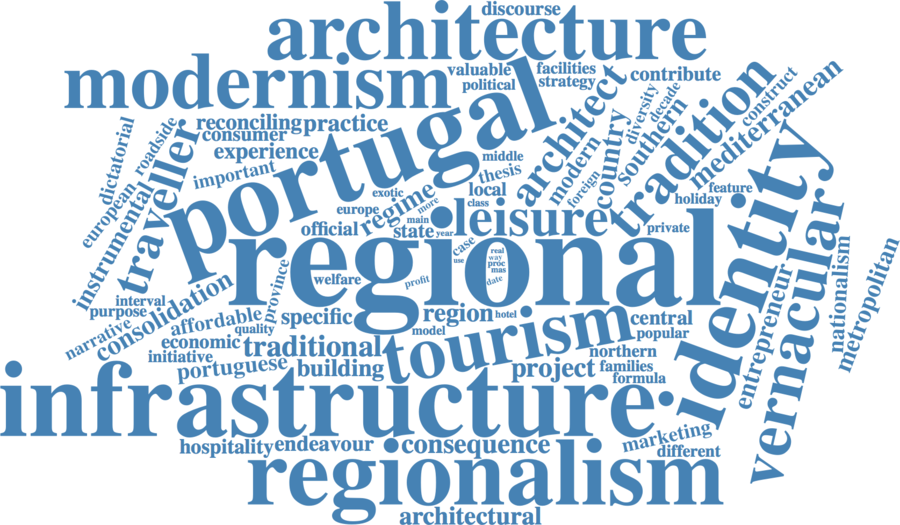 discourse
architecture
modernism
valuable
facilities
political
strategy
contribute
portugal
architect
tradition
construct
mediterranean
reconciling
practice
consumer
experience
important
dictatorial
roadside
traveller
european
instrumental
middle
thesis
local
class
exotic
more
regime
europe
main
official
state
year
leisure
modern
foreign
country
diversity
decade
southern
feature
holiday
private
identity
vernacular
regional
case
use
real
way
proc
mas
date
welfare
profit
province
interval
purpose
consolidation
narrative
affordable
quality
specific
region
hotel
model
central
popular
economic
initiative
traditional
tourism
northern
portuguese
building
project
families
formula
entrepreneur
nationalism
metropolitan
infrastructure
hospitality
endeavour
consequence
marketing
different
regionalism
architectural